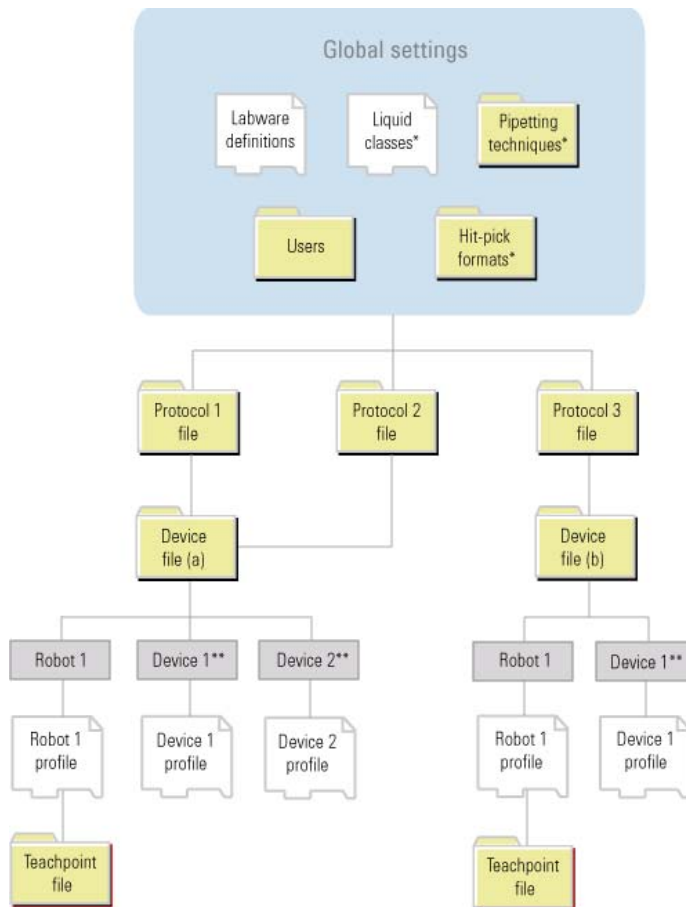 Global settings
Labware
definitions
Liquid
classes*
Pipetting
techniques*
Users
Hit-pick
formats*
Protocol 1
file
Protocol 2
file
Protocol 3
file
Device
file (a)
Device
file (b)
Robot 1
Device 1**
Device 2**
Robot 1
Device 1**
Robot 1
profile
Device 1
profile
Device 2
profile
Robot 1
profile
Device 1
profile
Teachpoint
file
Teachpoint
file